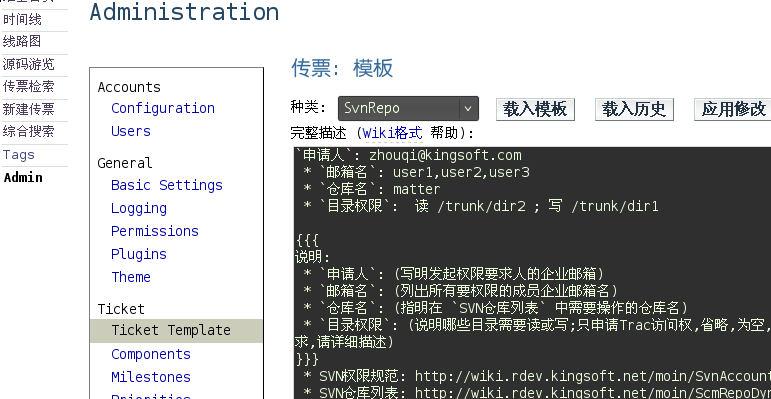 Administration
时间线
线路图
源码游览
传票检索
新建传票
综合搜索
Tags
Admin
Accounts
Configuration
Users
General
Basic Settings
Logging
Permissions
Plugins
Theme
Ticket
Ticket Template
Components
Milestones
传票: 模板
种类: SvnRepo 载入模板 载入历史 应用修改
完整描述 (Wiki格式 帮助):
`申请人`: zhouqi@kingsoft.com
* `邮箱名`: user1,user2,user3
* `仓库名`: matter
* `目录权限`: 读 /trunk/dir2 ; 写 /trunk/dir1
{{{
说明:
* `申请人`: (写明发起权限要求人的企业邮箱)
* `邮箱名`: (列出所有要权限的成员企业邮箱名)
* `仓库名`: (指明在 `SVN仓库列表` 中需要操作的仓库名)
* `目录权限`: (说明哪些目录需要读或写;只申请Trac访问权,省略,为空,
求,请详细描述)
}}}
* SVN权限规范: http://wiki.rdev.kingsoft.net/moin/SvnAccount
* SVN仓库列表: http://wiki.rdev.kingsoft.net/moin/ScmRepoDyn